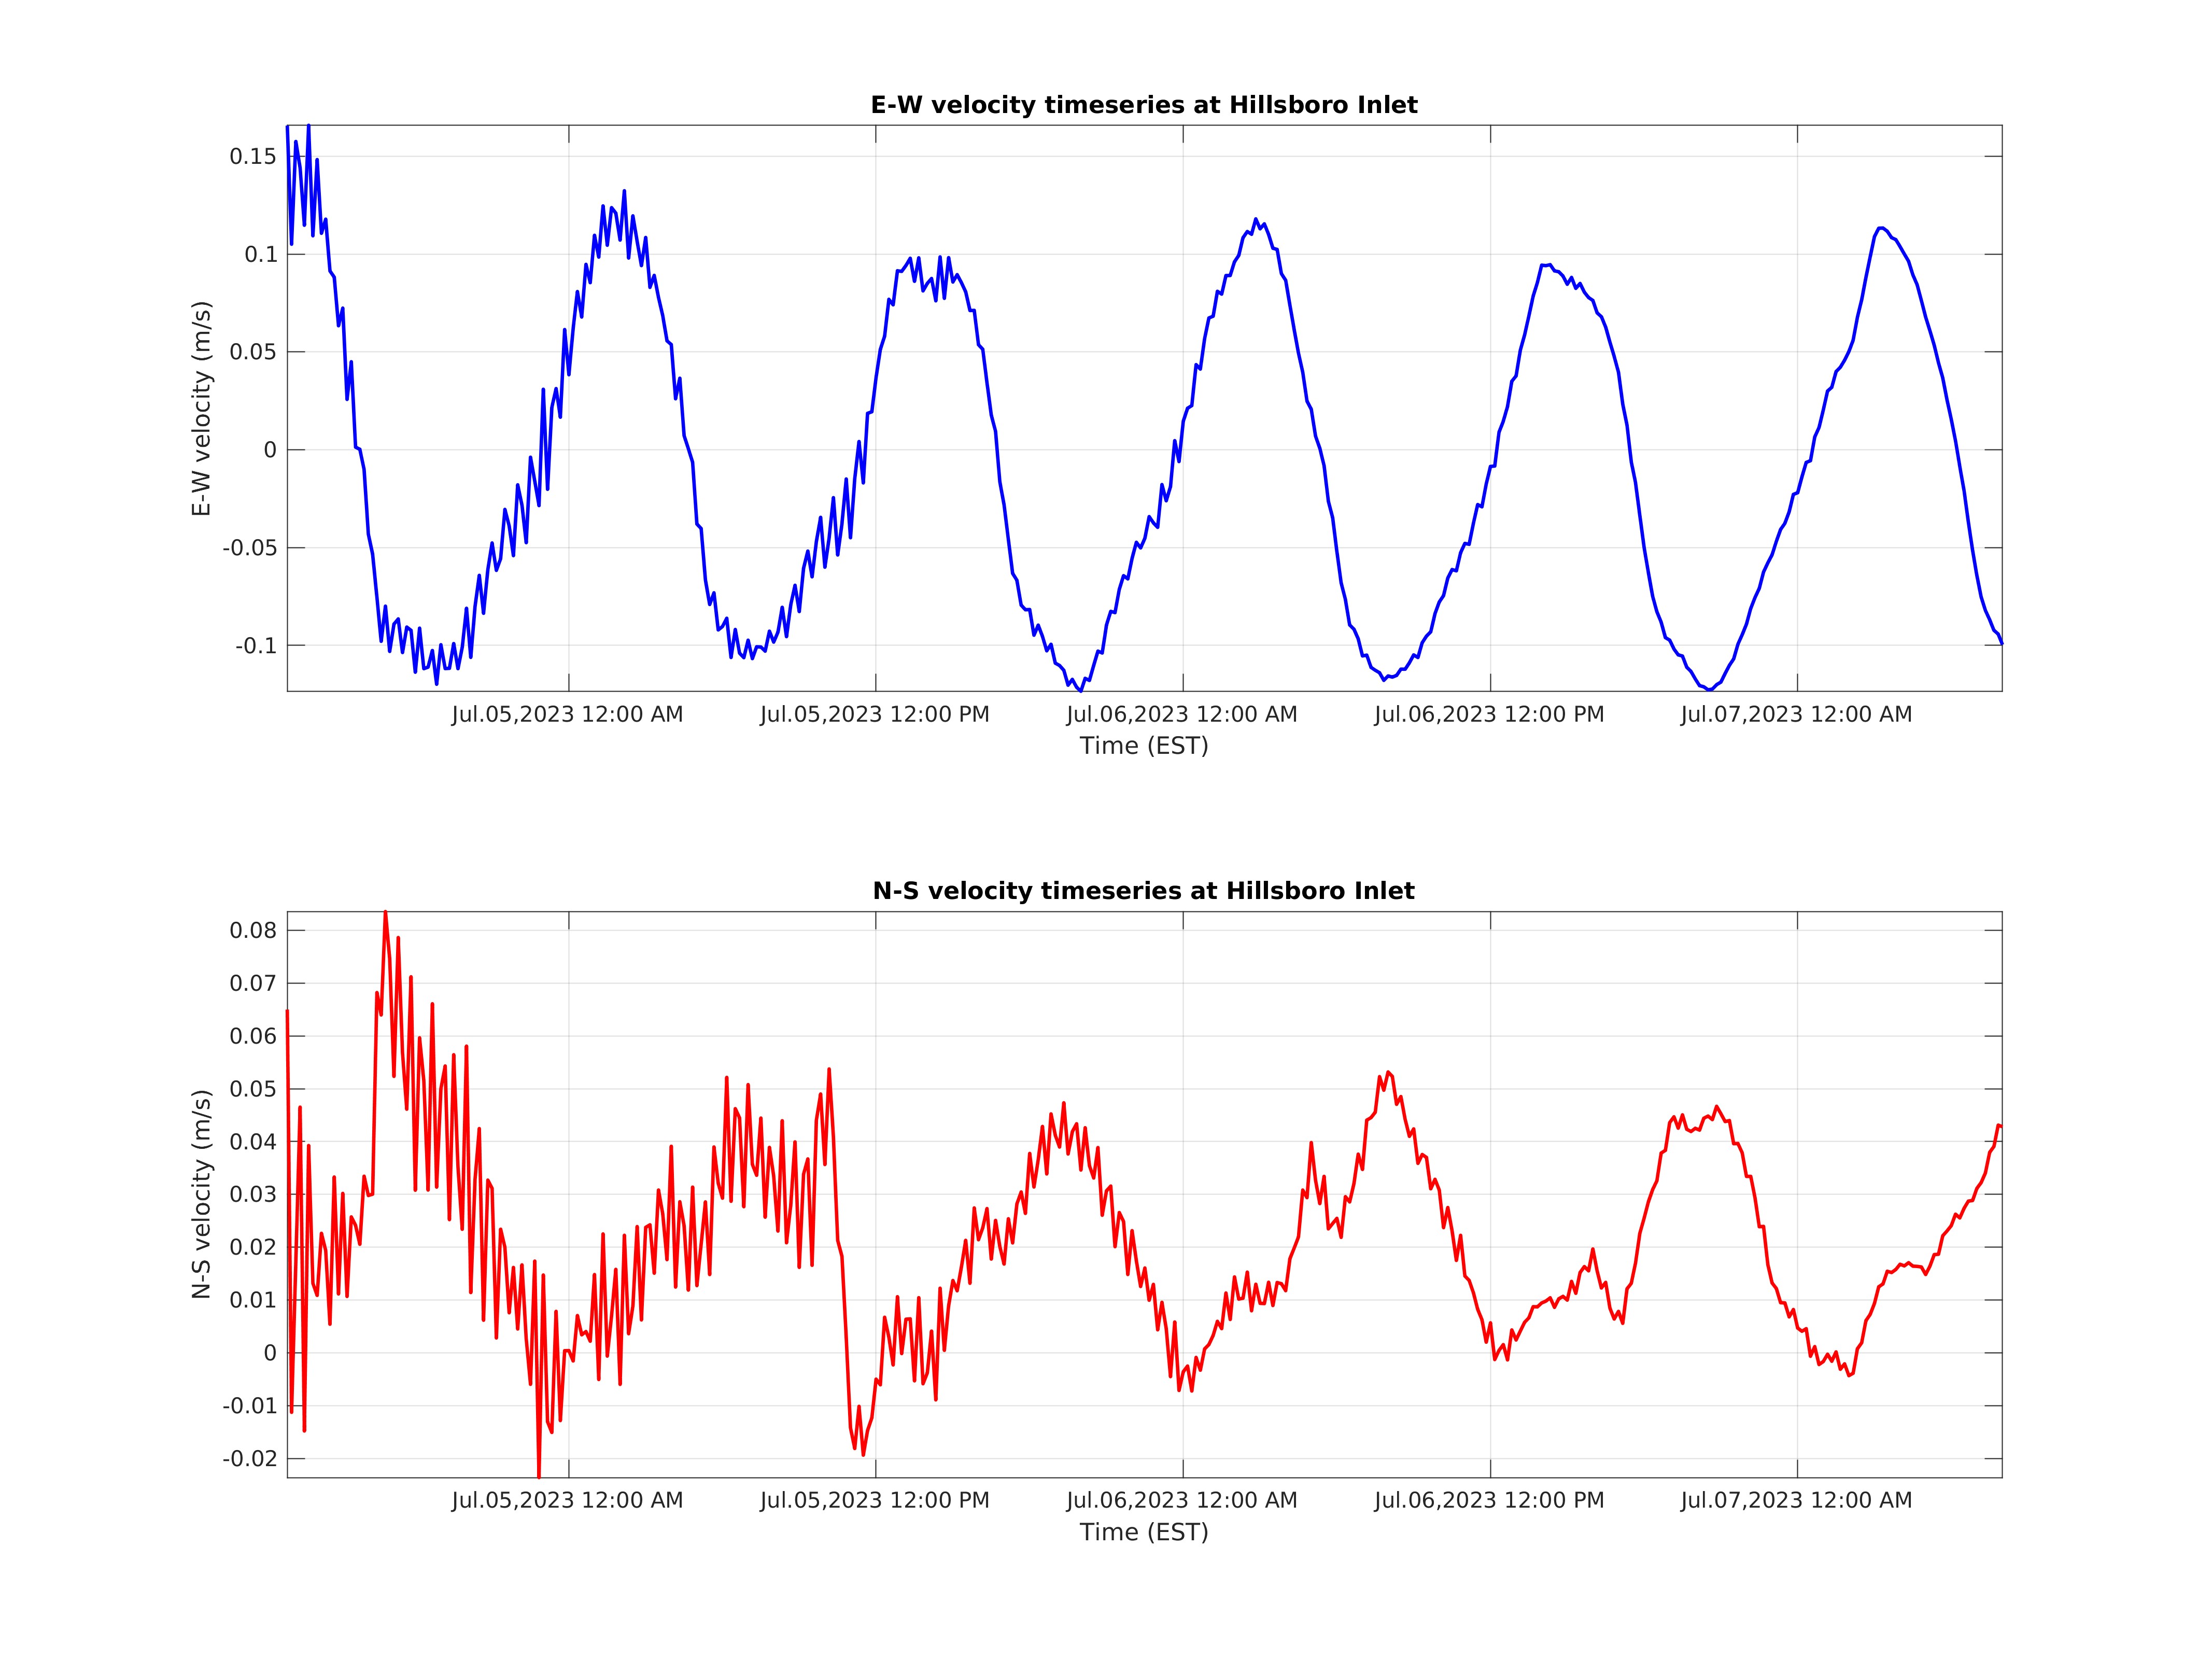 E-W velocity timeseries at Hillsboro Inlet
0.15
0.1
0.05
0
-0.05
-0.1
E-W velocity (m/s)
Jul.05,2023 12:00 AM Jul.05,2023 12:00 PM Jul.06,2023 12:00 AM Jul.06,2023 12:00 PM Jul.07,2023 12:00 AM
Time (EST)
N-S velocity timeseries at Hillsboro Inlet
0.08
0.07
0.06
0.05
0.04
0.03
0.02
0.01
0
-0.01
-0.02
N-S velocity (m/s)
Jul.05,2023 12:00 AM Jul.05,2023 12:00 PM Jul.06,2023 12:00 AM Jul.06,2023 12:00 PM Jul.07,2023 12:00 AM
Time (EST)